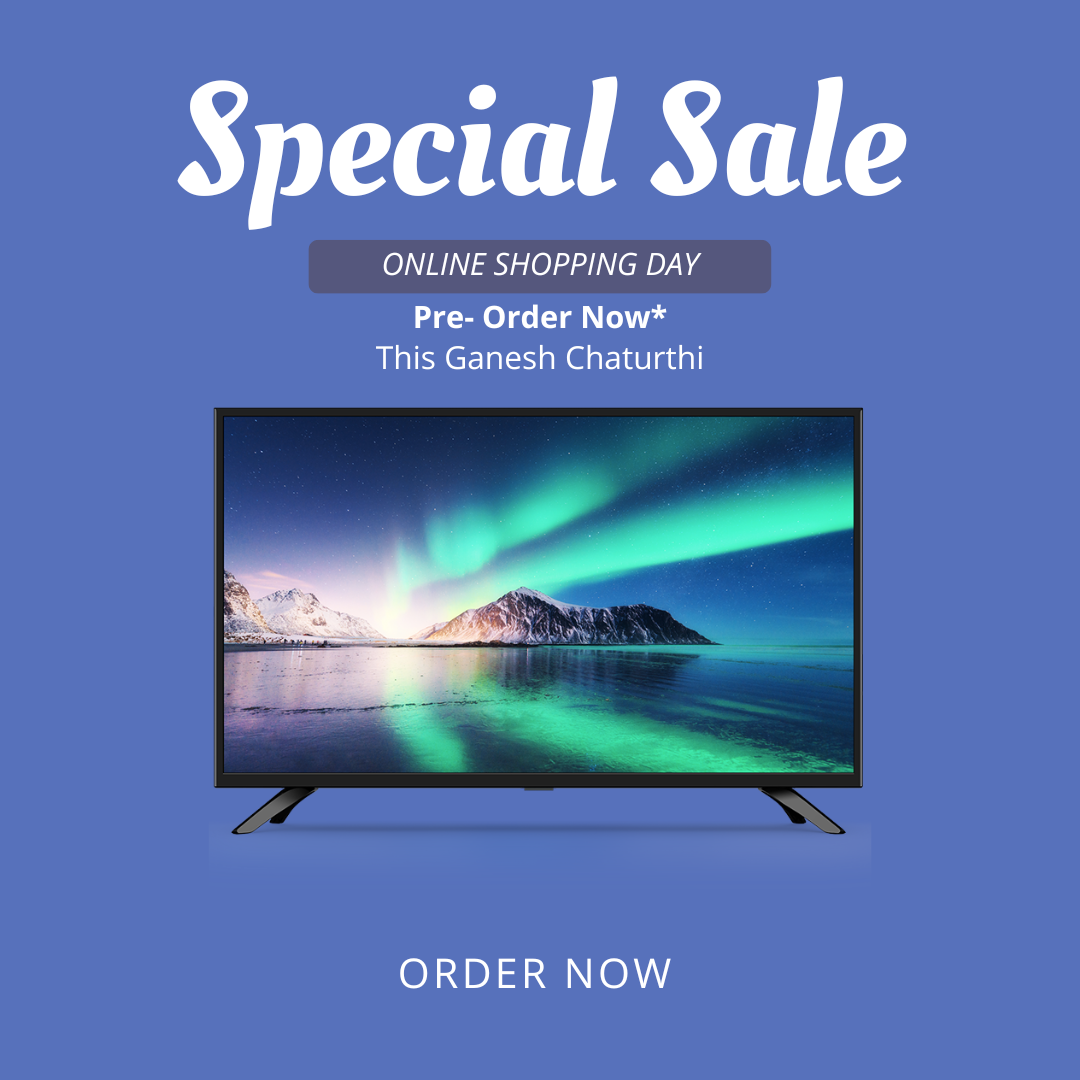 Special Sale
ONLINE SHOPPING DAY
Pre- Order Now*
This Ganesh Chaturthi
ORDER NOW